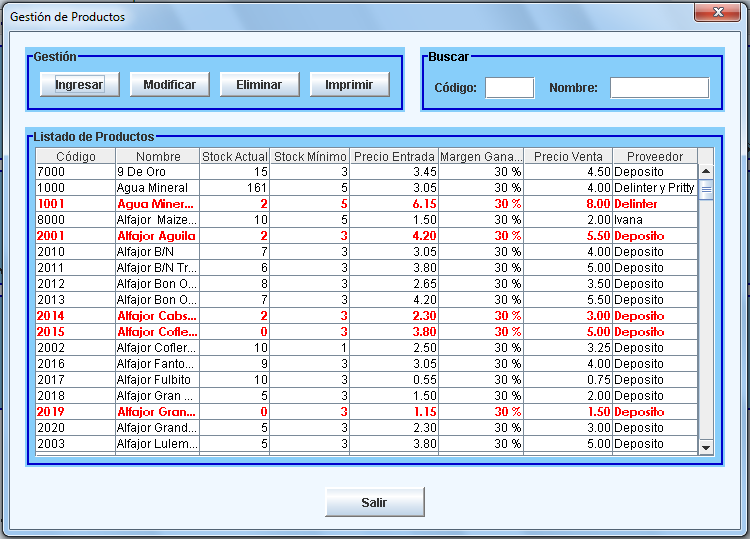 Gestión de Productos
Gestión
Ingresar Modificar Eliminar Imprimir
Buscar
Código: Nombre:
Listado de Productos
Código Nombre Stock Actual Stock Mínimo Precio Entrada Margen Gana... Precio Venta Proveedor
7000 9 De Oro 15 3 3.45 30 % 4.50 Deposito
1000 Agua Mineral 161 5 3.05 30 % 4.00 Delinter y Pritty
1001 Agua Miner... 2 5 6.15 30 % 8.00 Delinter
8000 Alfajor Maize... 10 5 1.50 30 % 2.00 Ivana
2001 Alfajor Aguila 2 3 4.20 30 % 5.50 Deposito
2010 Alfajor B/N 7 3 3.05 30 % 4.00 Deposito
2011 Alfajor B/N Tr... 6 3 3.80 30 % 5.00 Deposito
2012 Alfajor Bon O... 8 3 2.65 30 % 3.50 Deposito
2013 Alfajor Bon O... 7 3 4.20 30 % 5.50 Deposito
2014 Alfajor Cabs... 2 3 2.30 30 % 3.00 Deposito
2015 Alfajor Cofle... 0 3 3.80 30 % 5.00 Deposito
2002 Alfajor Cofler... 10 1 2.50 30 % 3.25 Deposito
2016 Alfajor Fanto... 9 3 3.05 30 % 4.00 Deposito
2017 Alfajor Fulbito 10 3 0.55 30 % 0.75 Deposito
2018 Alfajor Gran ... 5 3 1.50 30 % 2.00 Deposito
2019 Alfajor Gran... 0 3 1.15 30 % 1.50 Deposito
2020 Alfajor Grand... 5 3 2.30 30 % 3.00 Deposito
2003 Alfajor Lulem... 5 3 3.80 30 % 5.00 Deposito
Salir